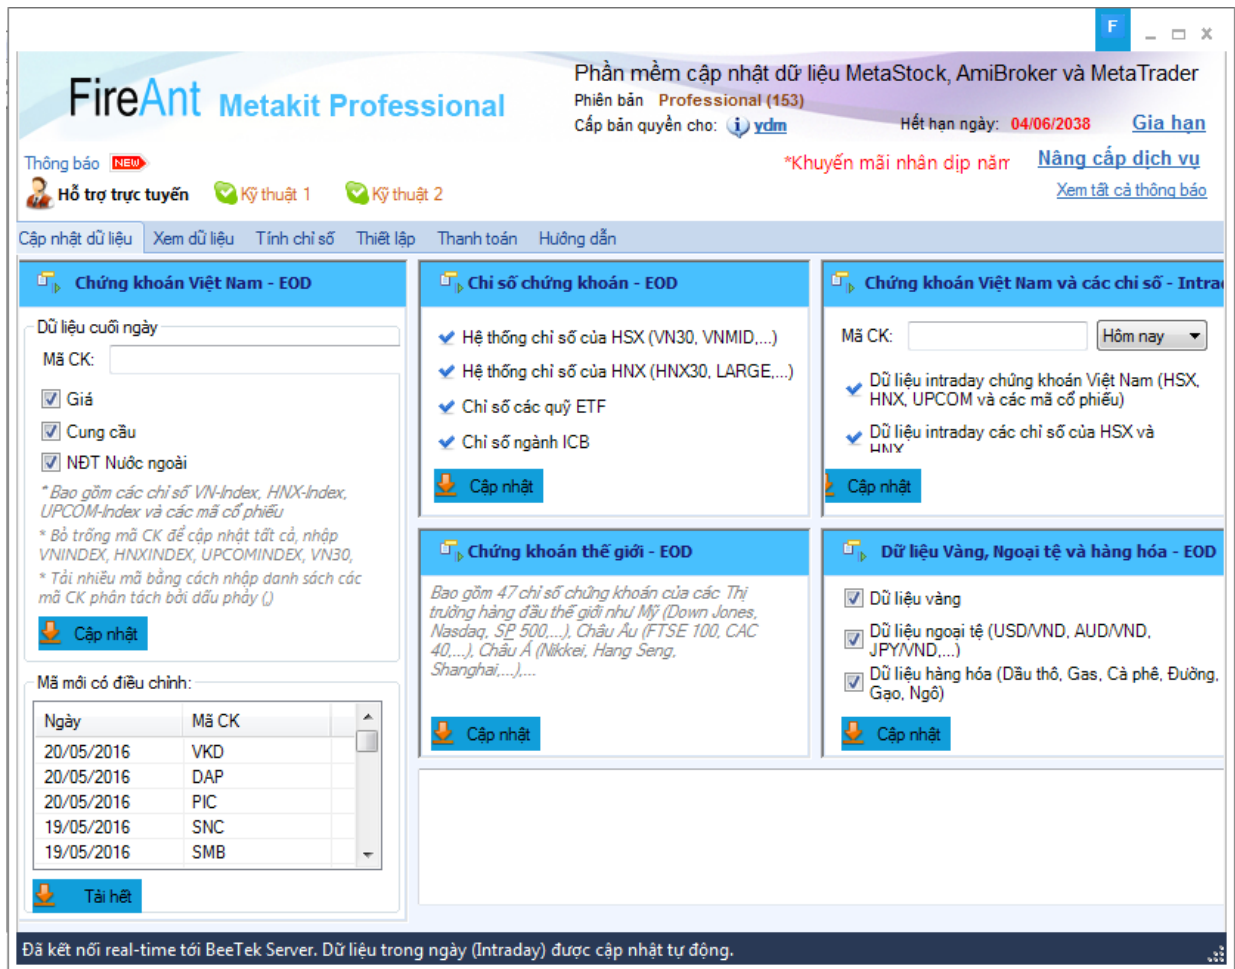 F
FireAnt Metakit Professional
Phần mềm cập nhật dữ liệu MetaStock, AmiBroker và MetaTrader
Phiên bản Professional (153)
Cấp bản quyền cho: ydm Hết hạn ngày: 04/06/2038 Gia hạn
Thông báo NEW *Khuyến mãi nhân dịp năm Nâng cấp dịch vụ
Hỗ trợ trực tuyến Kỹ thuật 1 Kỹ thuật 2 Xem tất cả thông báo
Cập nhật dữ liệu Xem dữ liệu Tính chỉ số Thiết lập Thanh toán Hướng dẫn
Chứng khoán Việt Nam - EOD
Dữ liệu cuối ngày
Mã CK:
Giá
Cung cầu
NĐT Nước ngoài
* Bao gồm các chỉ số VN-Index, HNX-Index,
UPCOM-Index và các mã cổ phiếu
* Bỏ trống mã CK để cập nhật tất cả, nhập
VNINDEX, HNXINDEX, UPCOMINDEX, VN30,
* Tải nhiều mã bằng cách nhập danh sách các
mã CK phân tách bởi dấu phảy (,)
Cập nhật
Mã mới có điều chỉnh:
Ngày Mã CK
20/05/2016 VKD
20/05/2016 DAP
20/05/2016 PIC
19/05/2016 SNC
19/05/2016 SMB
Tải hết
Chỉ số chứng khoán - EOD
Hệ thống chỉ số của HSX (VN30, VNMID,...)
Hệ thống chỉ số của HNX (HNX30, LARGE,...)
Chỉ số các quỹ ETF
Chỉ số ngành ICB
Cập nhật
Chứng khoán Việt Nam và các chỉ số - Intra
Mã CK: Hôm nay
Dữ liệu intraday chứng khoán Việt Nam (HSX,
HNX, UPCOM và các mã cổ phiếu)
Dữ liệu intraday các chỉ số của HSX và
HNX
Cập nhật
Chứng khoán thế giới - EOD
Bao gồm 47 chỉ số chứng khoán của các Thị
trường hàng đầu thế giới như Mỹ (Down Jones,
Nasdaq, SP 500,...), Châu Âu (FTSE 100, CAC
40,...), Châu Á (Nikkei, Hang Seng,
Shanghai,...),...
Cập nhật
Dữ liệu Vàng, Ngoại tệ và hàng hóa - EOD
Dữ liệu vàng
Dữ liệu ngoại tệ (USD/VND, AUD/VND,
JPY/VND,...)
Dữ liệu hàng hóa (Dầu thô, Gas, Cà phê, Đường,
Gạo, Ngô)
Cập nhật
Đã kết nối real-time tới BeeTek Server. Dữ liệu trong ngày (Intraday) được cập nhật tự động.